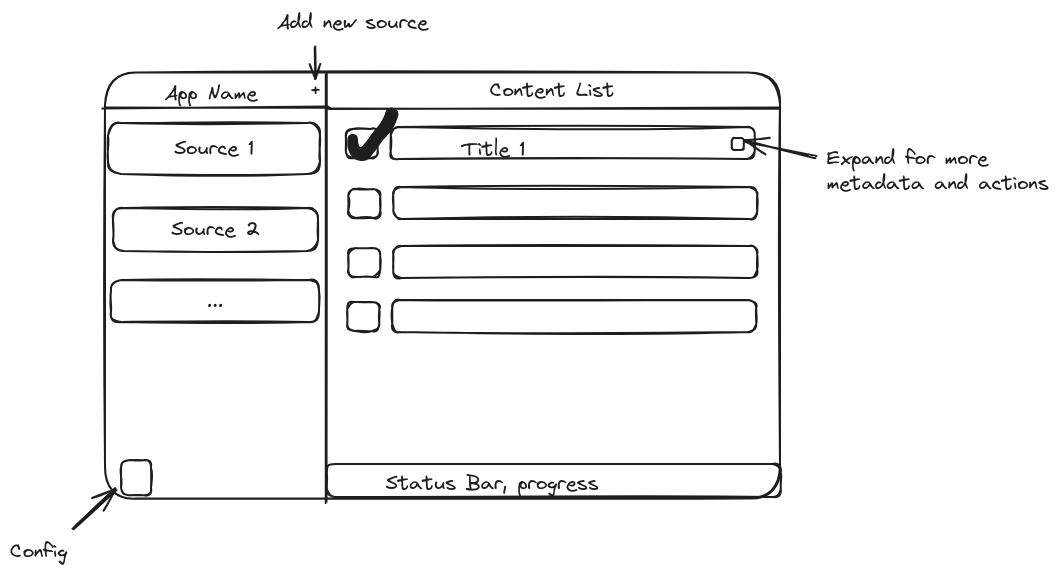 Add new source
App Name
+
Content List
Source 1
Title 1
Expand for more
metadata and actions
Source 2
...
Status Bar, progress
Config